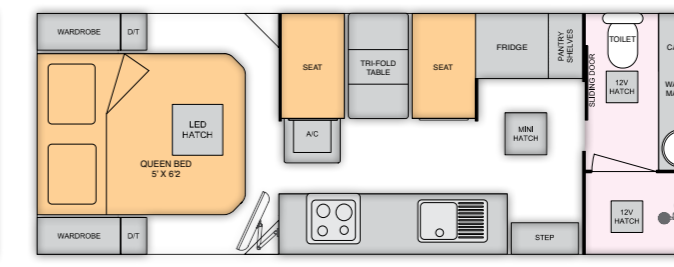 WARDROBE
D/T
SEAT
TRI-FOLD
TABLE
SEAT
FRIDGE
PANTRY
SHELVES
TOILET
SLIDING DOOR
12V
HATCH
LED
HATCH
A/C
MINI
HATCH
QUEEN BED
5' X 6'2
WARDROBE
D/T
STEP
12V
HATCH